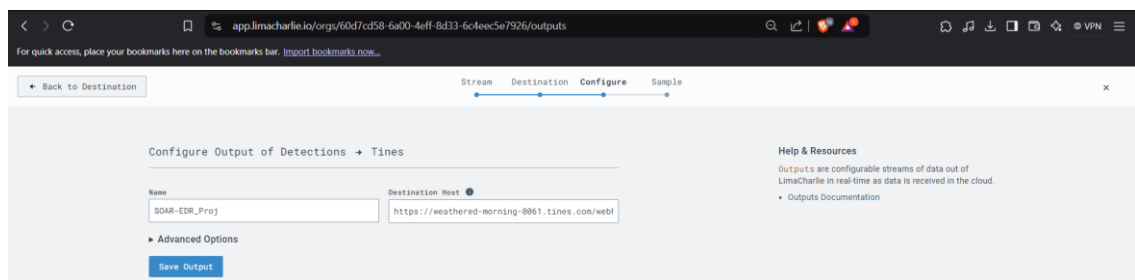 app.limacharlie.io/orgs/60d7cd58-6a00-4eff-8d33-6c4eec5e7926/outputs
VPN
For quick access, place your bookmarks here on the bookmarks bar. Import bookmarks now...
← Back to Destination
Stream Destination Configure Sample
×
Configure Output of Detections → Tines
Name
Destination Host
SOAR-EDR_Proj
https://weathered-morning-8061.tines.com/webh
▸ Advanced Options
Save Output
Help & Resources
Outputs are configurable streams of data out of
LimaCharlie in real-time as data is received in the cloud.
• Outputs Documentation